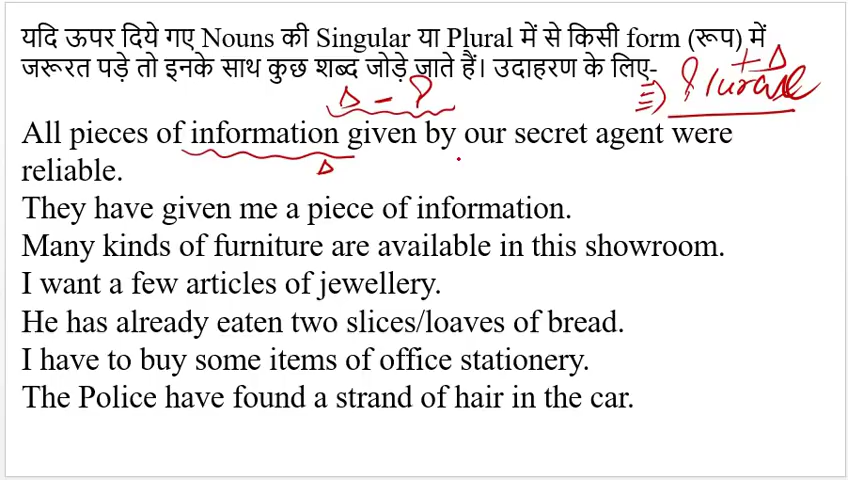 यदि ऊपर दिये गए Nouns की Singular या Plural में से किसी form (रूप) में
जरूरत पड़े तो इनके साथ कुछ शब्द जोड़े जाते हैं। उदाहरण के लिए-
Plural
All pieces of information given by our secret agent were
reliable.
They have given me a piece of information.
Many kinds of furniture are available in this showroom.
I want a few articles of jewellery.
He has already eaten two slices/loaves of bread.
I have to buy some items of office stationery.
The Police have found a strand of hair in the car.